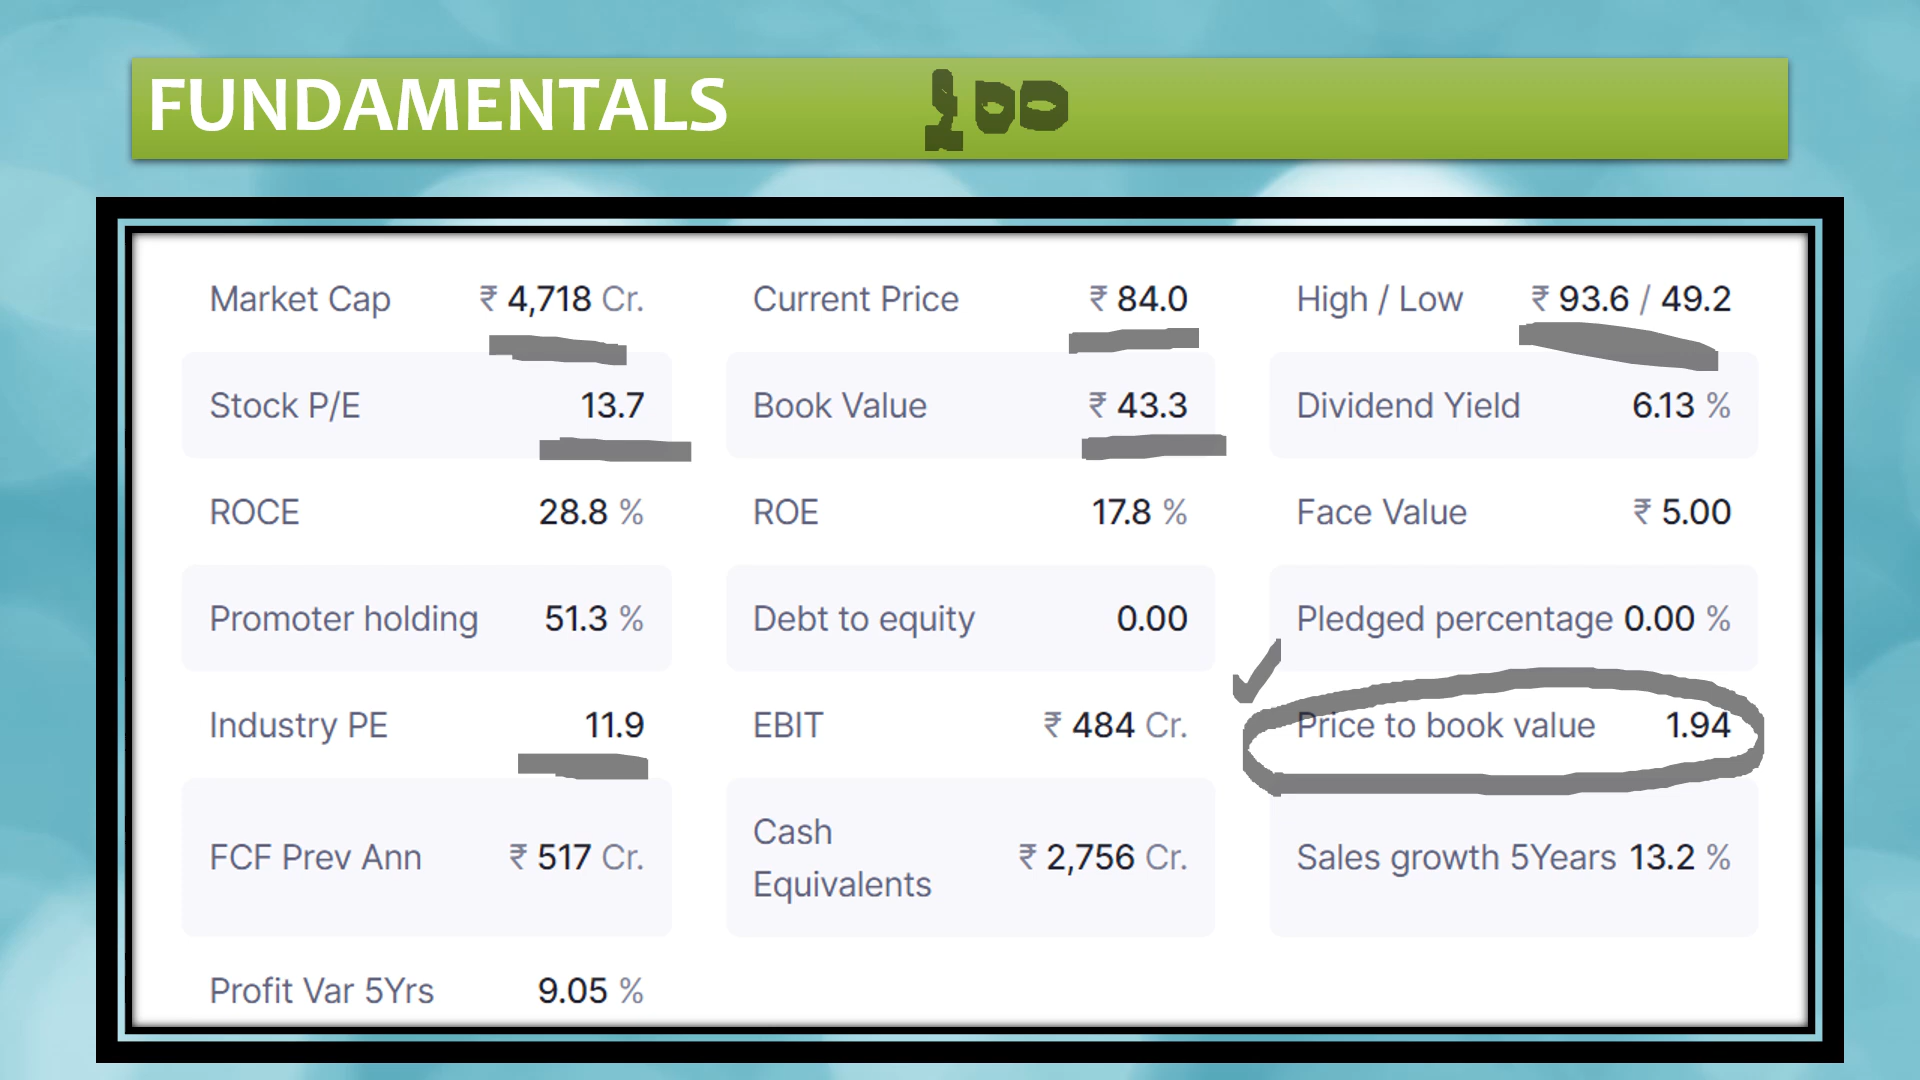 FUNDAMENTALS 100
Market Cap ₹ 4,718 Cr. Current Price ₹ 84.0 High / Low ₹ 93.6 / 49.2
Stock P/E 13.7 Book Value ₹ 43.3 Dividend Yield 6.13 %
ROCE 28.8 % ROE 17.8 % Face Value ₹ 5.00
Promoter holding 51.3 % Debt to equity 0.00 Pledged percentage 0.00 %
Industry PE 11.9 EBIT ₹ 484 Cr. Price to book value 1.94
FCF Prev Ann ₹ 517 Cr. Cash Equivalents ₹ 2,756 Cr. Sales growth 5Years 13.2 %
Profit Var 5Yrs 9.05 %